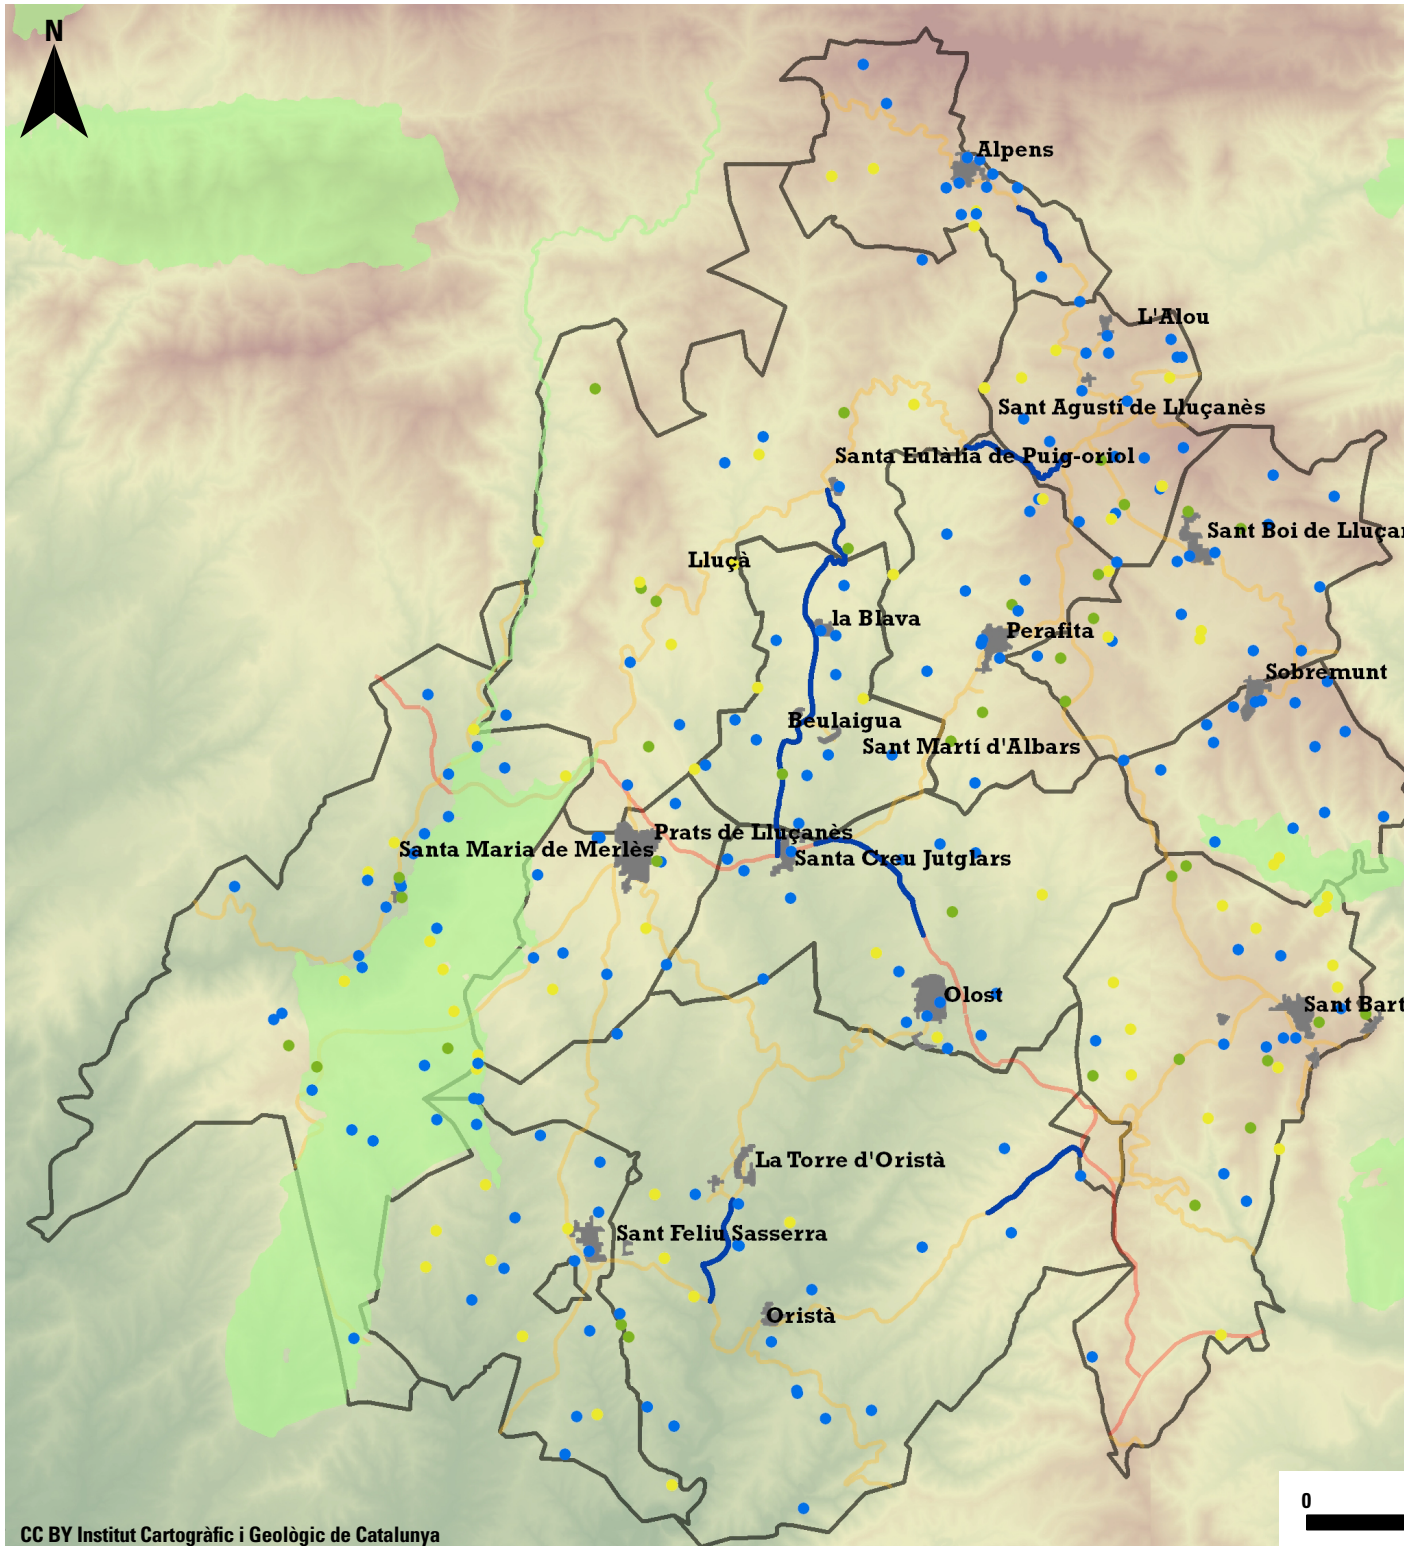 N
Alpens
L'Alou
Sant Agustí de Lluçanès
Santa Eulàlia de Puig-oriol
Sant Boi de Lluçan
Lluçà
la Blava
Perafita
Sobremunt
Beulaigua
Sant Martí d'Albars
Prats de Lluçanès
Santa Maria de Merlès
Santa Creu Jutglars
Olost
Sant Bart
La Torre d'Oristà
Sant Feliu Sasserra
Oristà
0
CC BY Institut Cartogràfic i Geològic de Catalunya